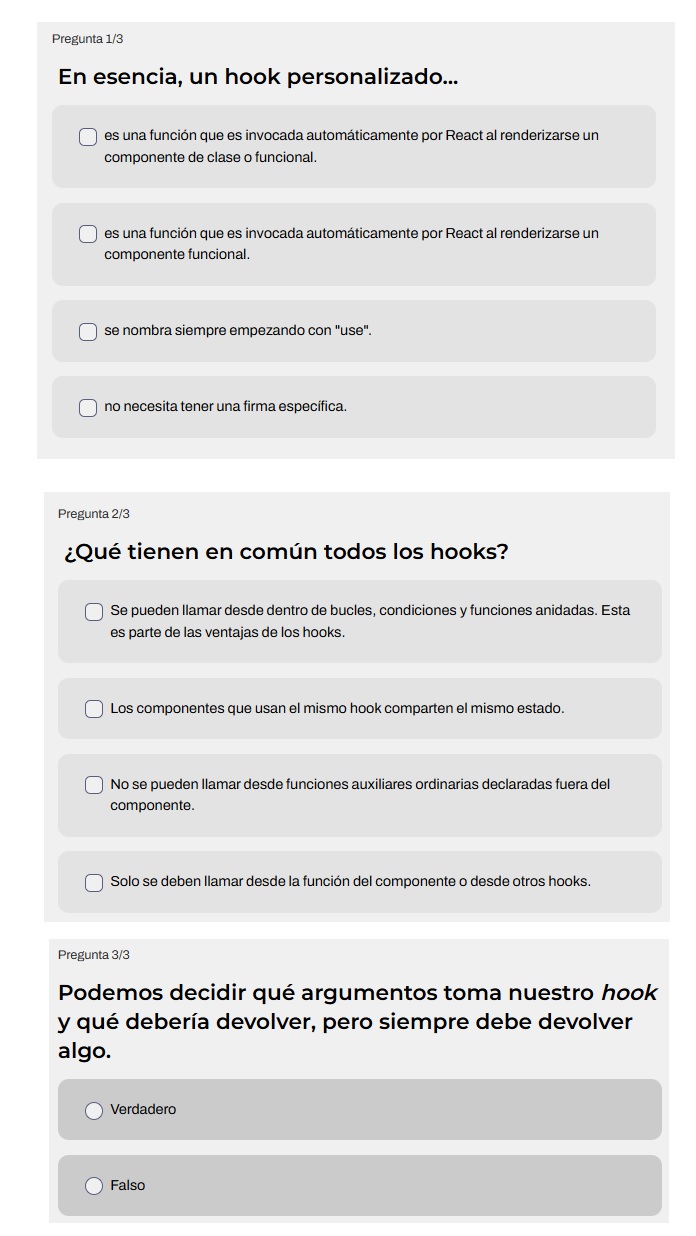 Pregunta 1/3
En esencia, un hook personalizado...
es una función que es invocada automáticamente por React al renderizarse un
componente de clase o funcional.
es una función que es invocada automáticamente por React al renderizarse un
componente funcional.
se nombra siempre empezando con "use".
no necesita tener una firma específica.
Pregunta 2/3
¿Qué tienen en común todos los hooks?
Se pueden llamar desde dentro de bucles, condiciones y funciones anidadas. Esta
es parte de las ventajas de los hooks.
Los componentes que usan el mismo hook comparten el mismo estado.
No se pueden llamar desde funciones auxiliares ordinarias declaradas fuera del
componente.
Solo se deben llamar desde la función del componente o desde otros hooks.
Pregunta 3/3
Podemos decidir qué argumentos toma nuestro hook
y qué debería devolver, pero siempre debe devolver
algo.
Verdadero
Falso